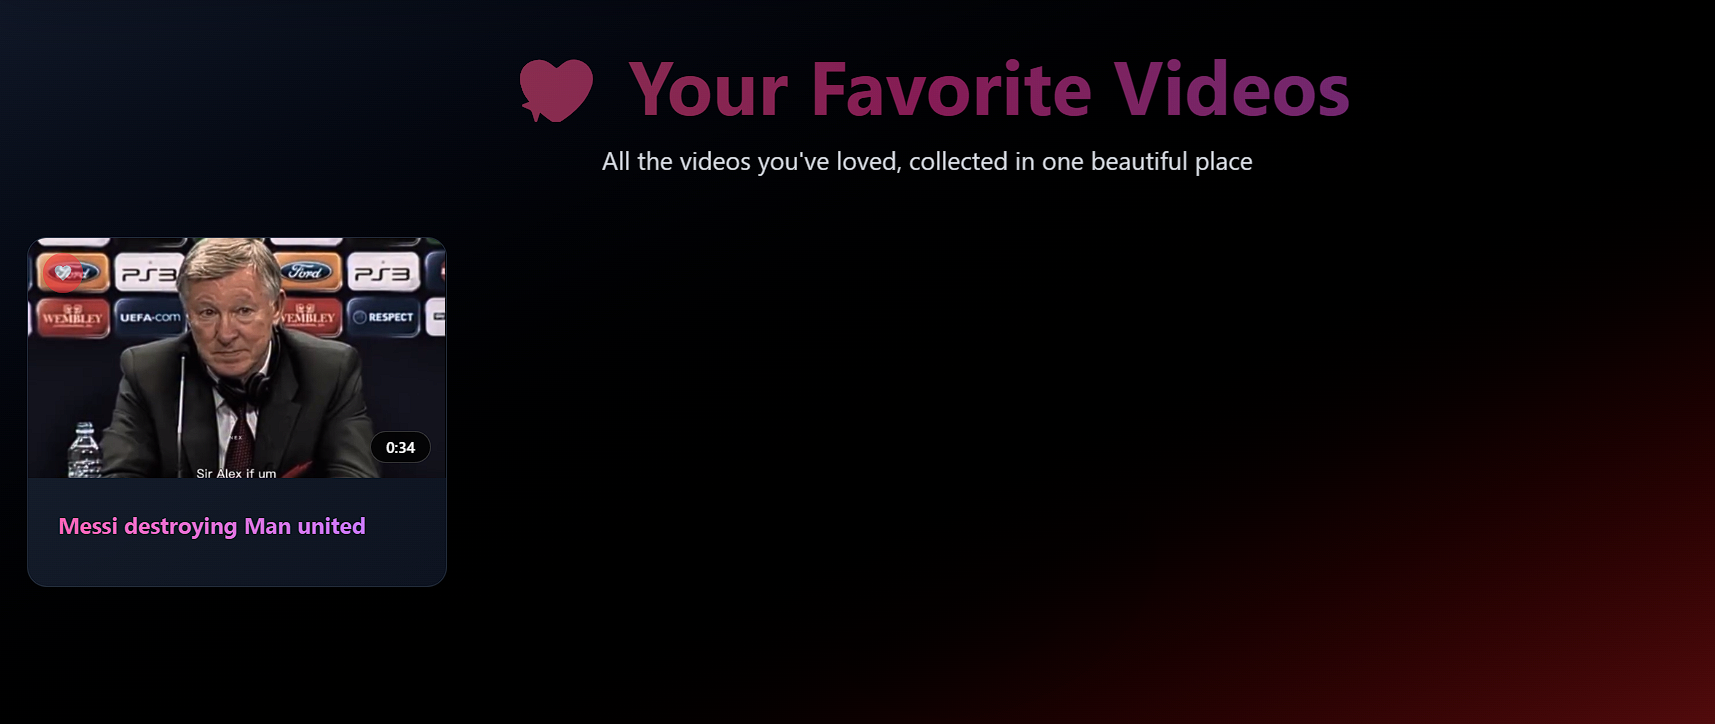 Your Favorite Videos
All the videos you've loved, collected in one beautiful place
Ford PS3 Ford PS3
WEMBLEY UEFA.com WEMBLEY RESPECT
NEX
0:34
Sir Alex if um
Messi destroying Man united